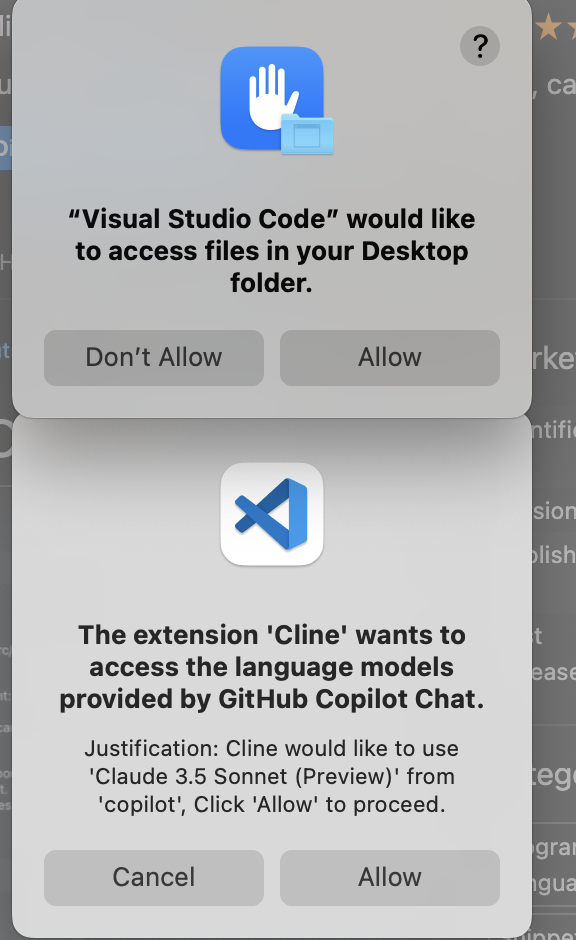 ?
“Visual Studio Code” would like
to access files in your Desktop
folder.
Don’t Allow
Allow
The extension 'Cline' wants to
access the language models
provided by GitHub Copilot Chat.
Justification: Cline would like to use
'Claude 3.5 Sonnet (Preview)' from
'copilot', Click 'Allow' to proceed.
Cancel
Allow